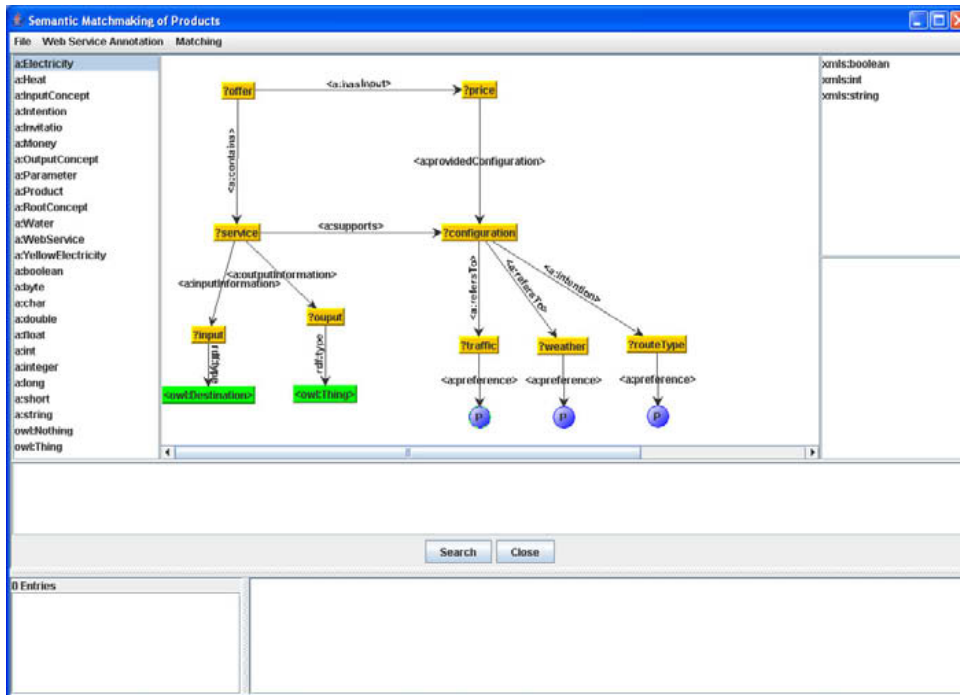 Semantic Matchmaking of Products
File Web Service Annotation Matching
a:Electricity
a:Heat
a:InputConcept
a:Intention
a:Invitatio
a:Money
a:OutputConcept
a:Parameter
a:Product
a:RootConcept
a:Water
a:WebService
a:YellowElectricity
a:boolean
a:byte
a:char
a:double
a:float
a:int
a:integer
a:long
a:short
a:string
owl:Nothing
owl:Thing
?offer <a:hasInput> ?price
<a:contains>
<a:providedConfiguration>
?service <a:supports> ?configuration
<a:outputInformation>
<a:inputInformation>
<a:refersTo>
<a:refersTo>
<a:intention>
?input
?ouput
?traffic ?weather ?routeType
rdf:type
rdf:type
<a:preference> <a:preference> <a:preference>
<owl:Destination> <owl:Thing>
P P P
xmls:boolean
xmls:int
xmls:string
Search Close
0 Entries